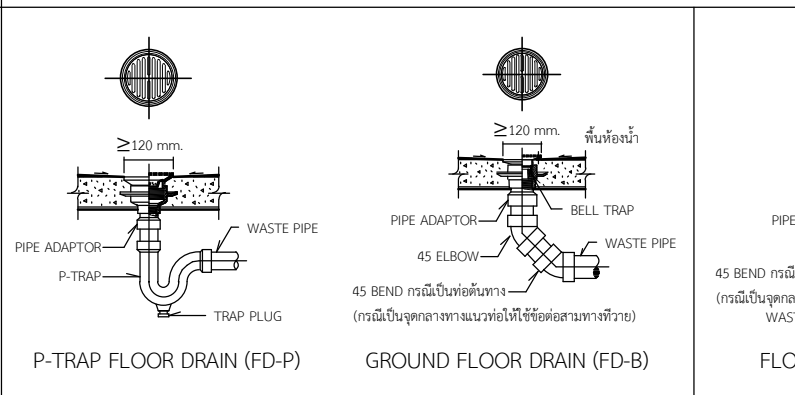 ≥120 mm.
PIPE ADAPTOR
P-TRAP
WASTE PIPE
TRAP PLUG
P-TRAP FLOOR DRAIN (FD-P)
≥120 mm.
พื้นห้องน้ำ
PIPE ADAPTOR
BELL TRAP
45 ELBOW
WASTE PIPE
45 BEND กรณีเป็นท่อต้นทาง
(กรณีเป็นจุดกลางทางแนวท่อให้ใช้ข้อต่อสามทางทีวาย)
GROUND FLOOR DRAIN (FD-B)
PIPE
45 BEND กรณี
(กรณีเป็นจุดกลา
WAST
FLO